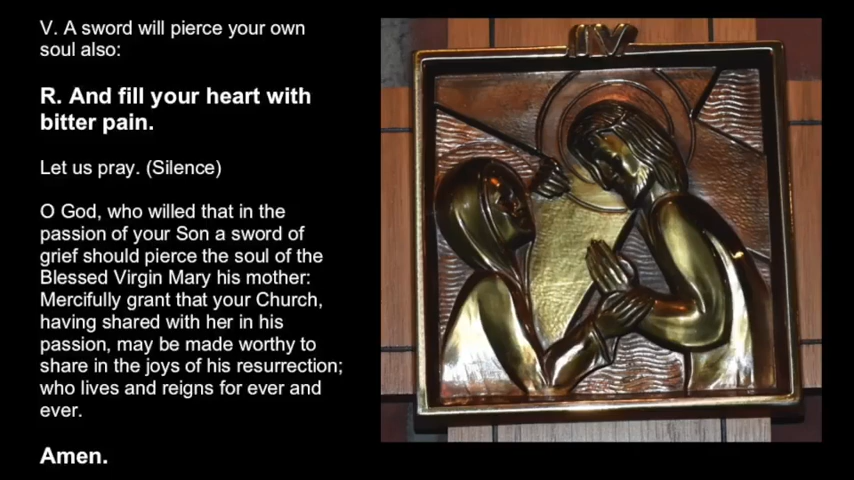 V. A sword will pierce your own
soul also:
R. And fill your heart with
bitter pain.
Let us pray. (Silence)
O God, who willed that in the
passion of your Son a sword of
grief should pierce the soul of the
Blessed Virgin Mary his mother:
Mercifully grant that your Church,
having shared with her in his
passion, may be made worthy to
share in the joys of his resurrection;
who lives and reigns for ever and
ever.
Amen.
IV